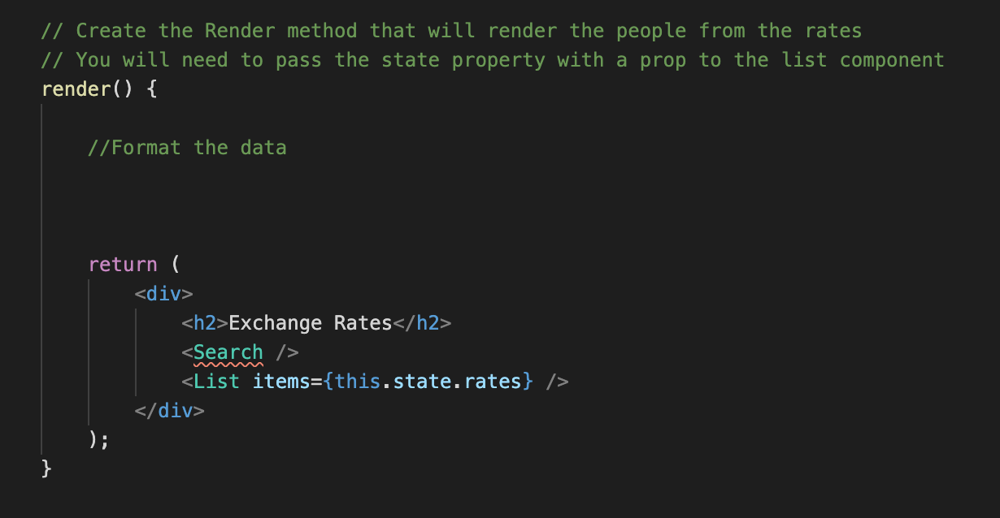 // Create the Render method that will render the people from the rates
// You will need to pass the state property with a prop to the list component
render() {
//Format the data
return (
<div>
<h2>Exchange Rates</h2>
<Search />
<List items={this.state.rates} />
</div>
);
}